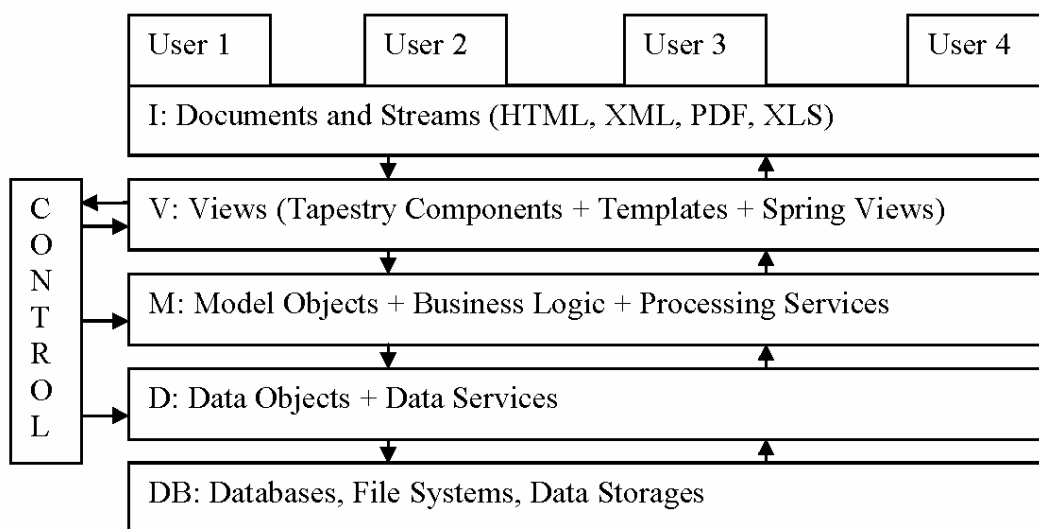 User 1
User 2
User 3
User 4
I: Documents and Streams (HTML, XML, PDF, XLS)
CONTROL
V: Views (Tapestry Components + Templates + Spring Views)
M: Model Objects + Business Logic + Processing Services
D: Data Objects + Data Services
DB: Databases, File Systems, Data Storages